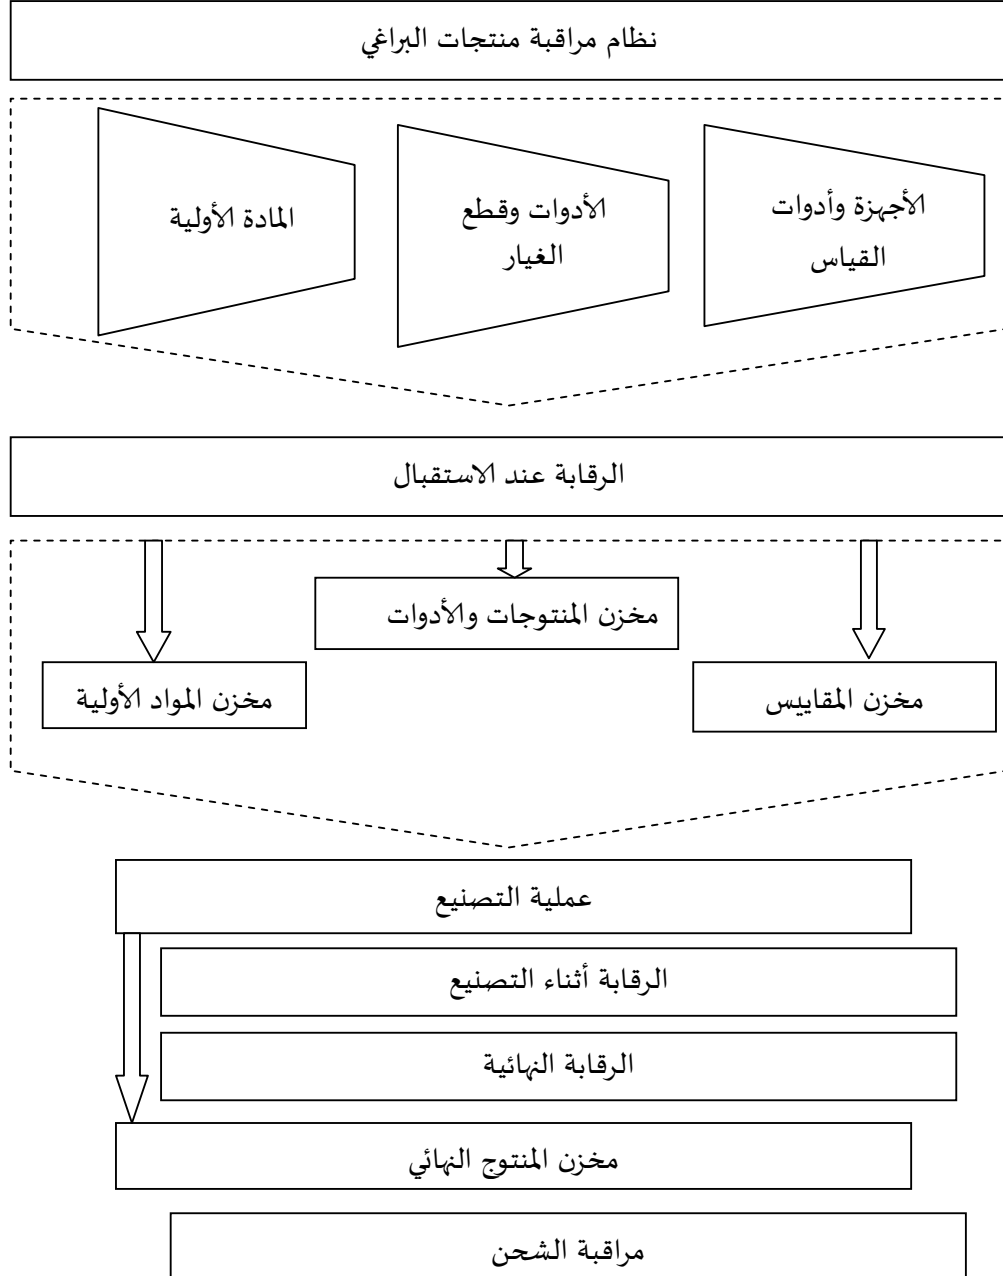 نظام مراقبة منتجات البراغي
الأجهزة وأدوات
القياس
الأدوات وقطع
الغيار
المادة الأولية
الرقابة عند الاستقبال
مخزن المنتوجات والأدوات
مخزن المقاييس
مخزن المواد الأولية
عملية التصنيع
الرقابة أثناء التصنيع
الرقابة النهائية
مخزن المنتوج النهائي
مراقبة الشحن